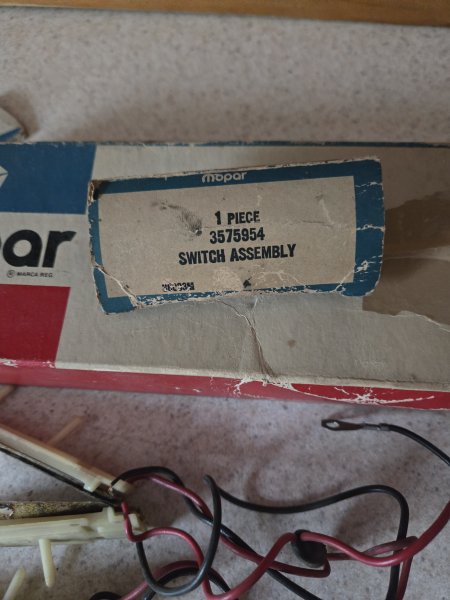 mopar
1 PIECE
3575954
SWITCH ASSEMBLY
par
® MARCA REG.